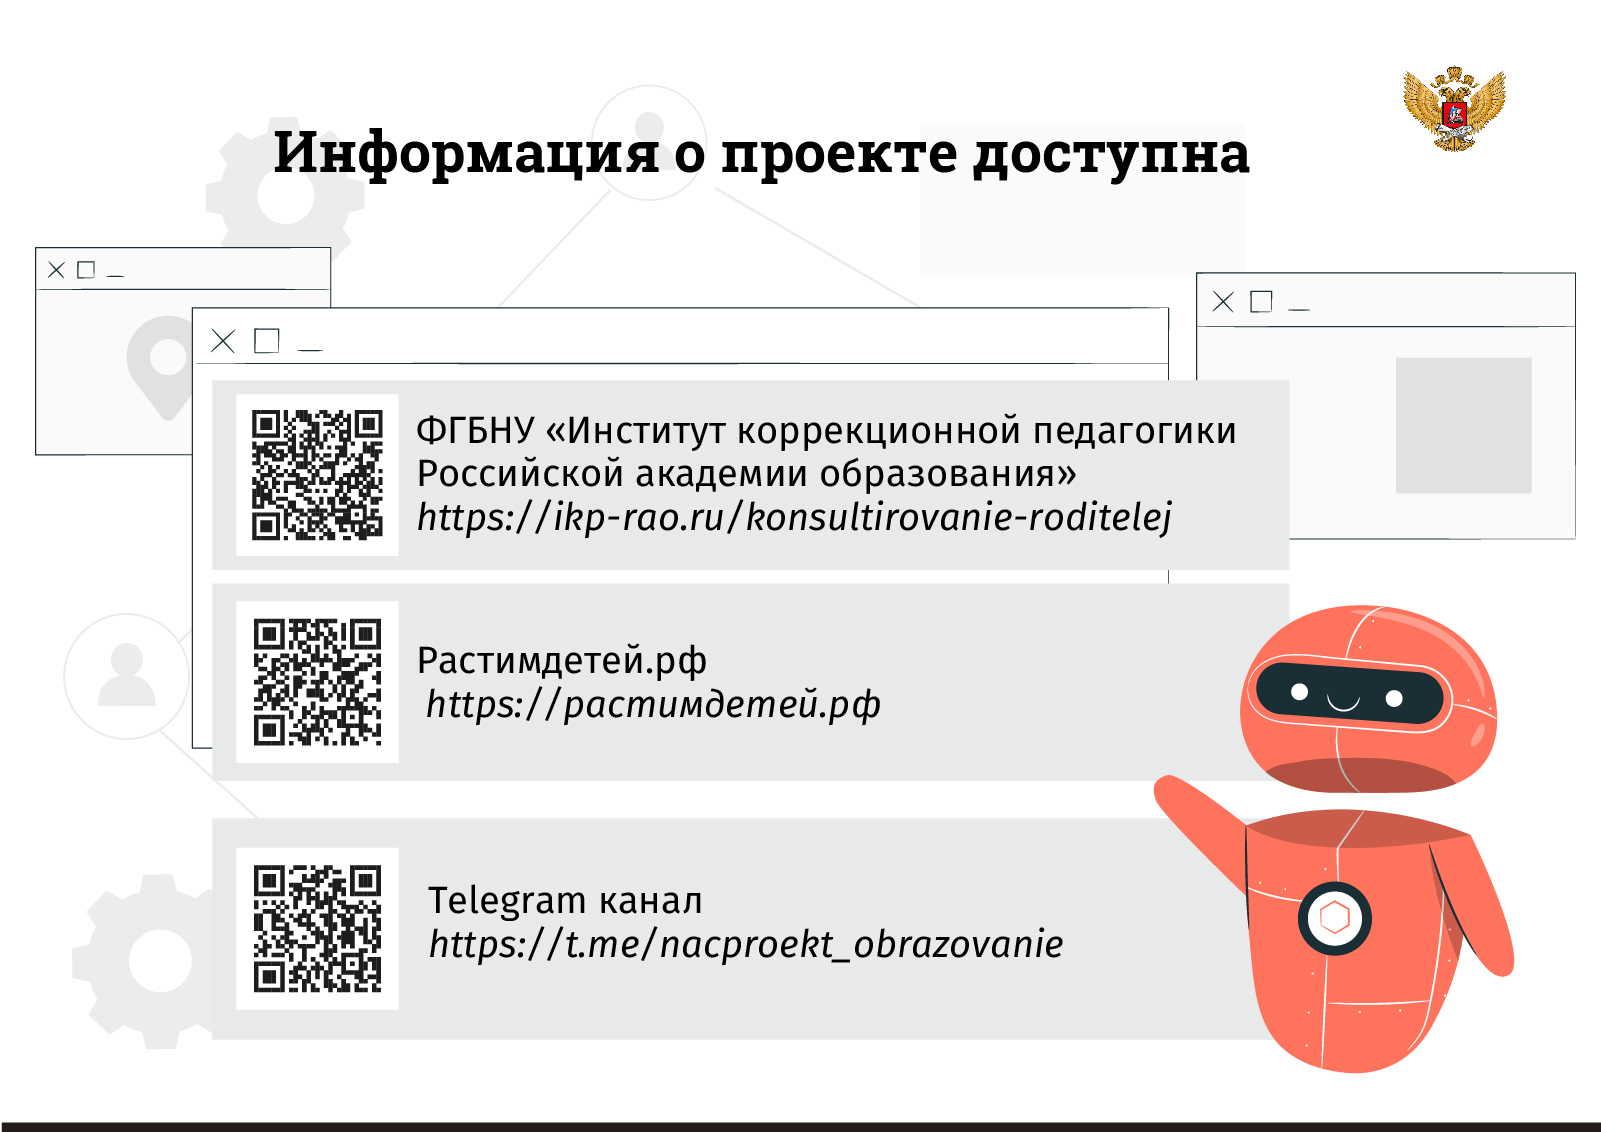 Информация о проекте доступна
ФГБНУ «Институт коррекционной педагогики
Российской академии образования»
https://ikp-rao.ru/konsultirovanie-roditelej
Растимдетей.рф
https://растимдетей.рф
Telegram канал
https://t.me/nacproekt_obrazovanie